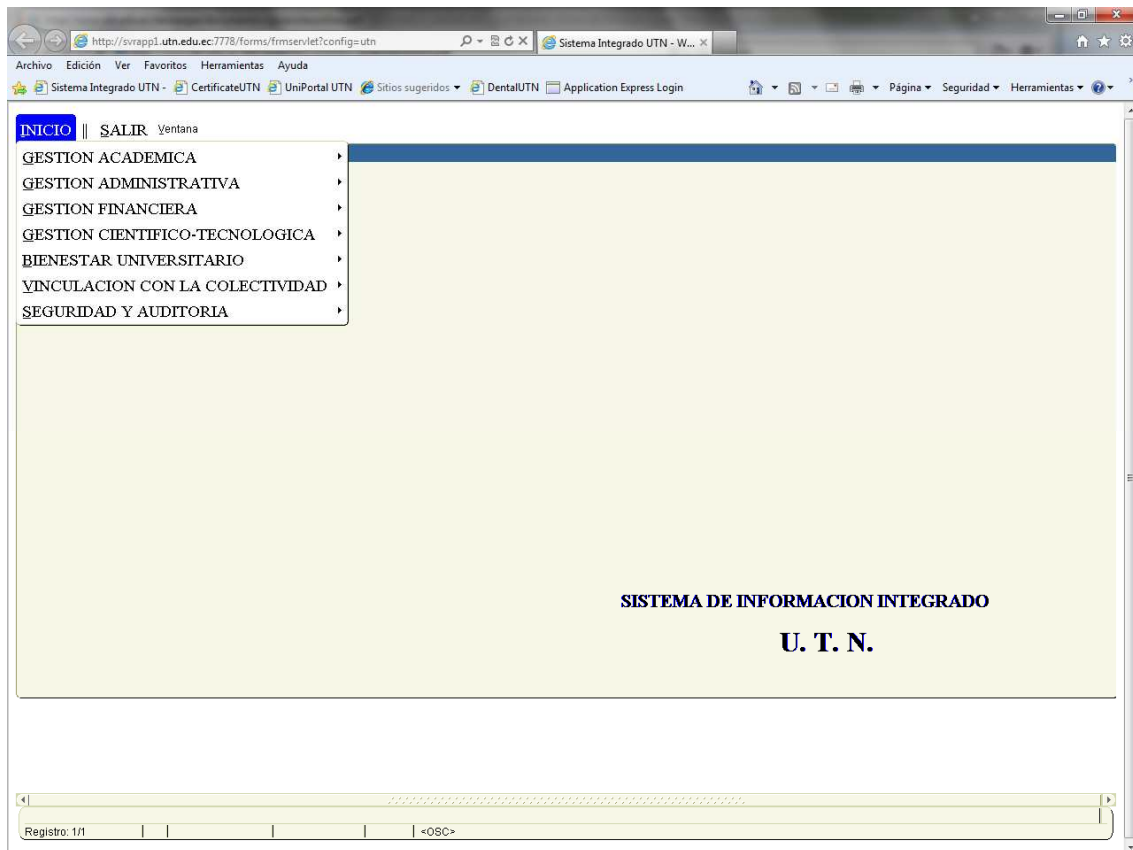 http://svrapp1.utn.edu.ec:7778/forms/frmservlet?config=utn
Sistema Integrado UTN - W...
Archivo Edición Ver Favoritos Herramientas Ayuda
Sistema Integrado UTN - CertificateUTN UniPortal UTN Sitios sugeridos DentalUTN Application Express Login Página Seguridad Herramientas
INICIO || SALIR Ventana
GESTION ACADEMICA
GESTION ADMINISTRATIVA
GESTION FINANCIERA
GESTION CIENTIFICO-TECNOLOGICA
BIENESTAR UNIVERSITARIO
VINCULACION CON LA COLECTIVIDAD
SEGURIDAD Y AUDITORIA
SISTEMA DE INFORMACION INTEGRADO
U. T. N.
Registro: 1/1 <OSC>